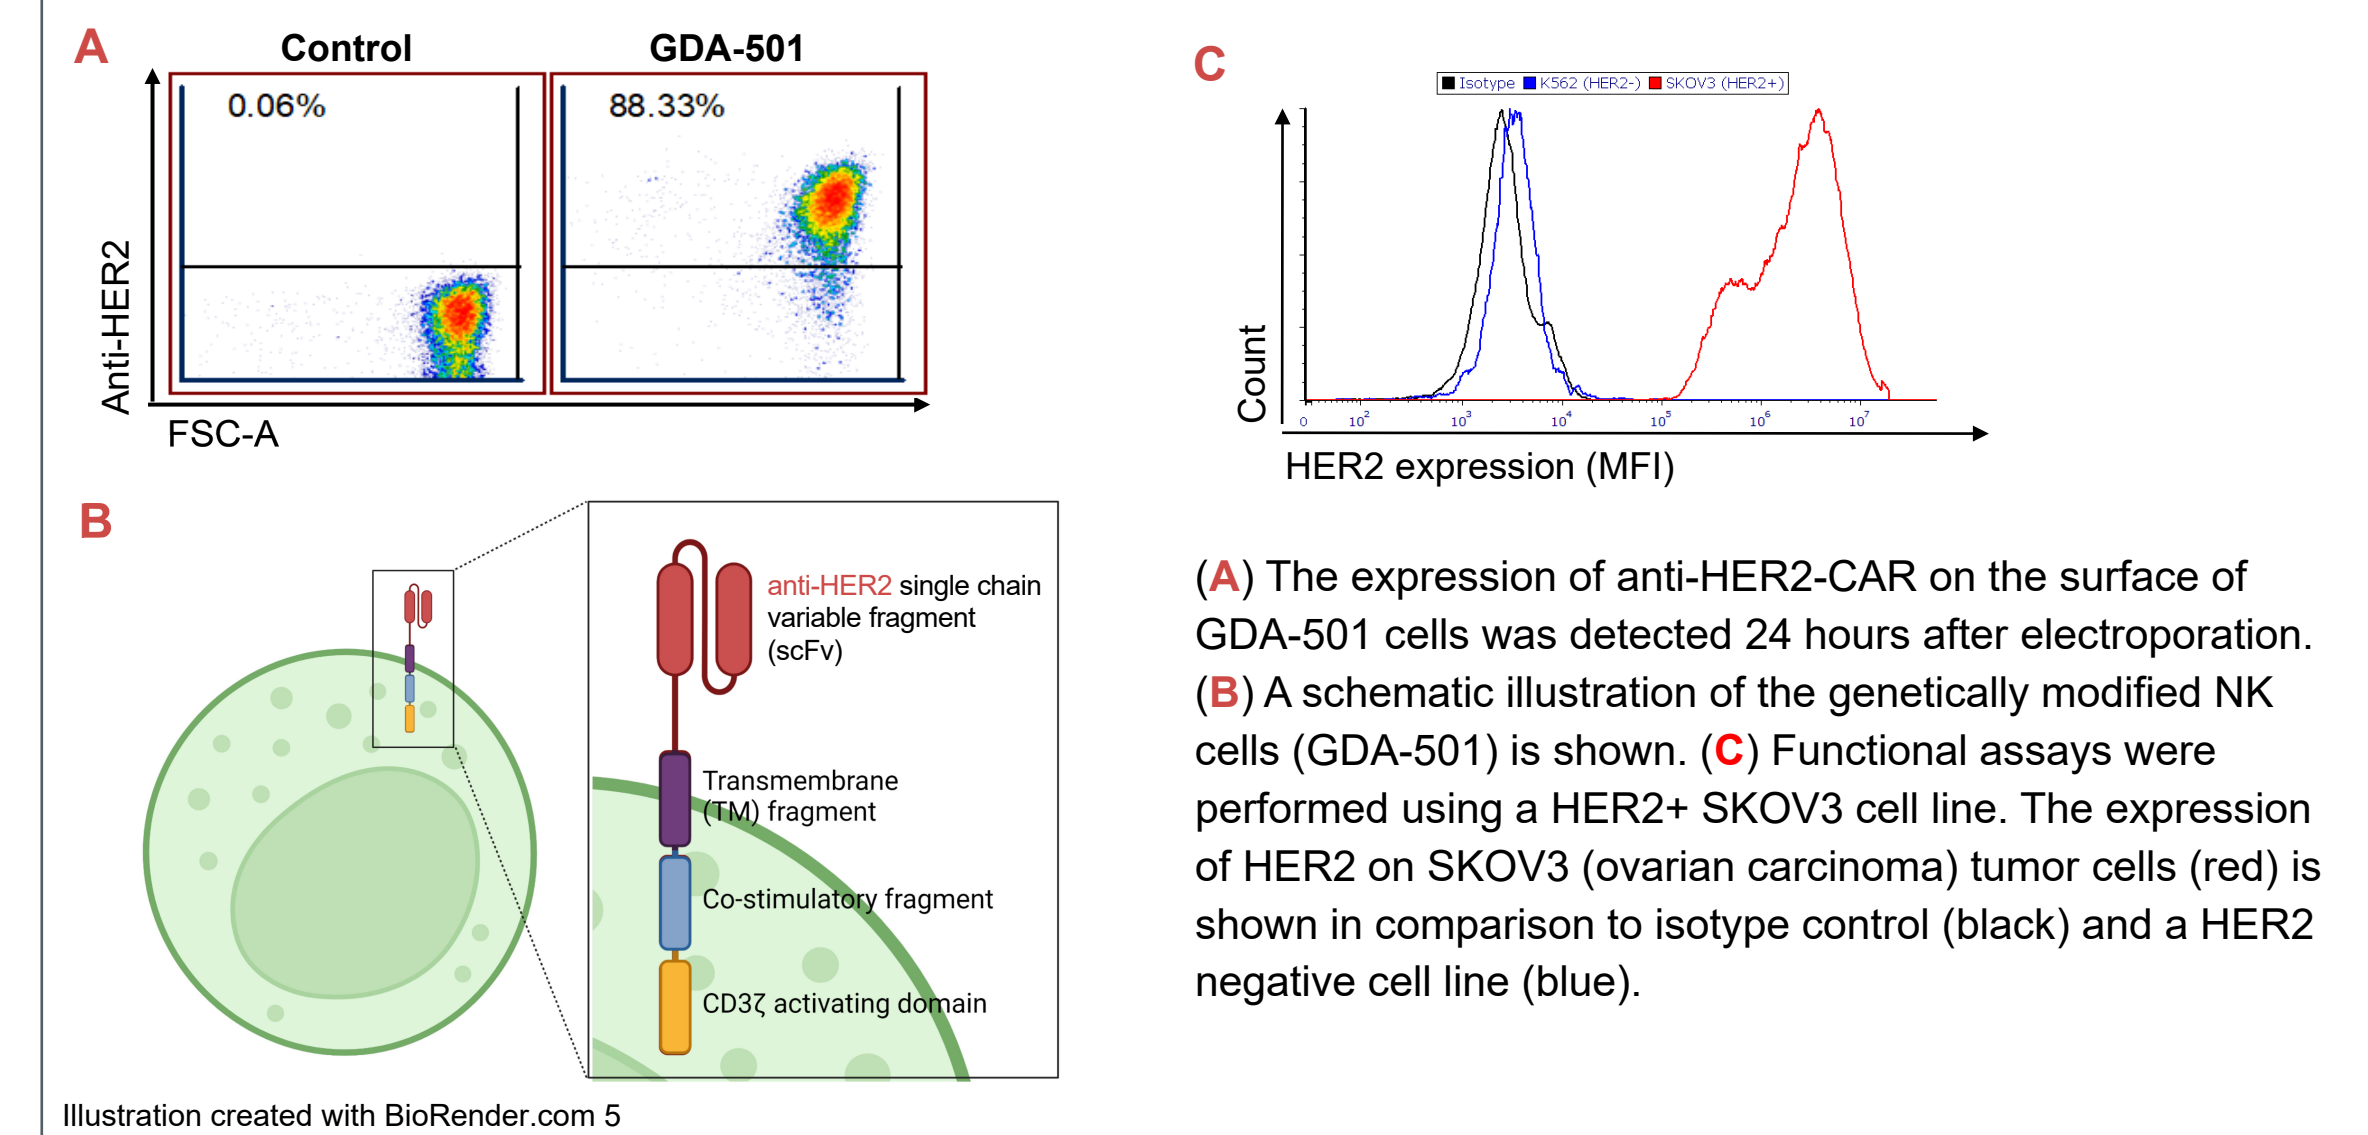 A
Control
GDA-501
0.06%
88.33%
Anti-HER2
FSC-A
B
anti-HER2 single chain
variable fragment
(scFv)
Transmembrane
(TM) fragment
Co-stimulatory fragment
CD3ζ activating domain
Illustration created with BioRender.com 5
C
Isotype K562 (HER2-) SKOV3 (HER2+)
Count
0 10² 10³ 10⁴ 10⁵ 10⁶ 10⁷
HER2 expression (MFI)
(A) The expression of anti-HER2-CAR on the surface of
GDA-501 cells was detected 24 hours after electroporation.
(B) A schematic illustration of the genetically modified NK
cells (GDA-501) is shown. (C) Functional assays were
performed using a HER2+ SKOV3 cell line. The expression
of HER2 on SKOV3 (ovarian carcinoma) tumor cells (red) is
shown in comparison to isotype control (black) and a HER2
negative cell line (blue).